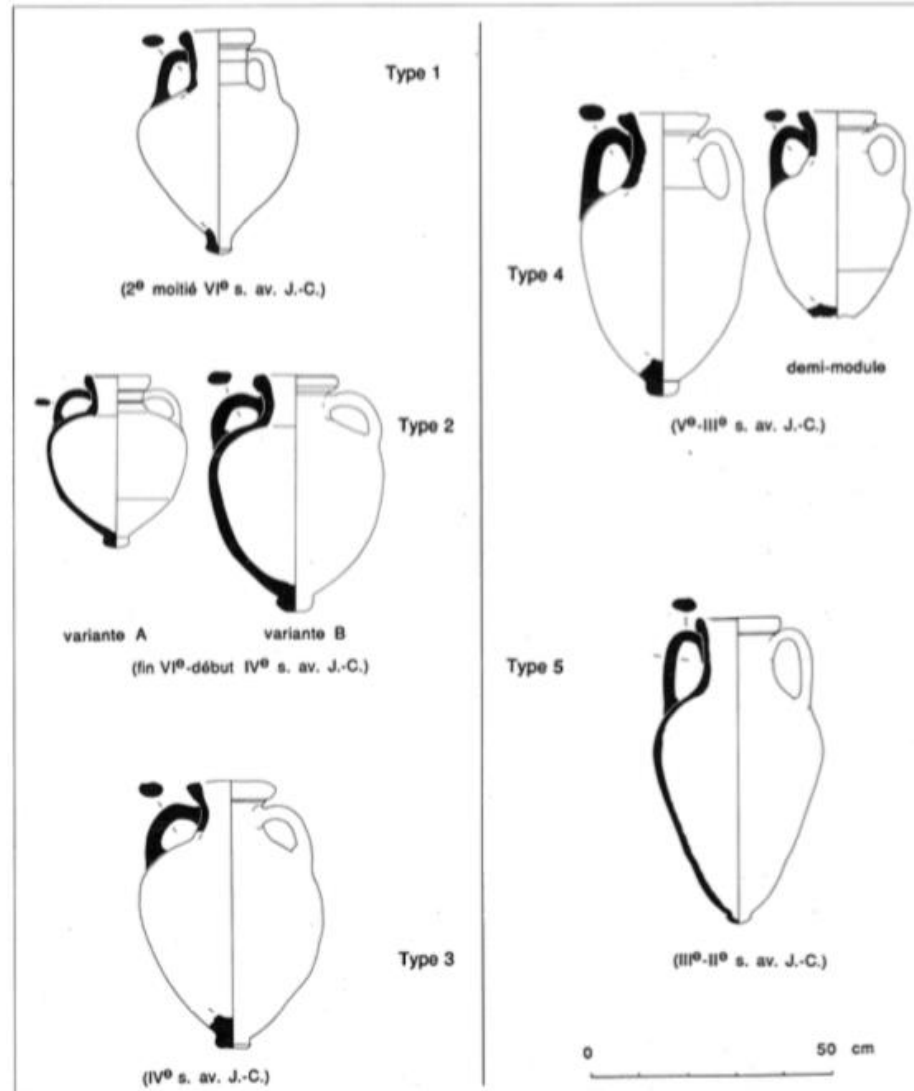 Type 1
(2e moitié VIe s. av. J.-C.)
Type 2
variante A
variante B
(fin VIe-début IVe s. av. J.-C.)
Type 3
(IVe s. av. J.-C.)
Type 4
demi-module
(Ve-IIIe s. av. J.-C.)
Type 5
(IIIe-IIe s. av. J.-C.)
0 50 cm